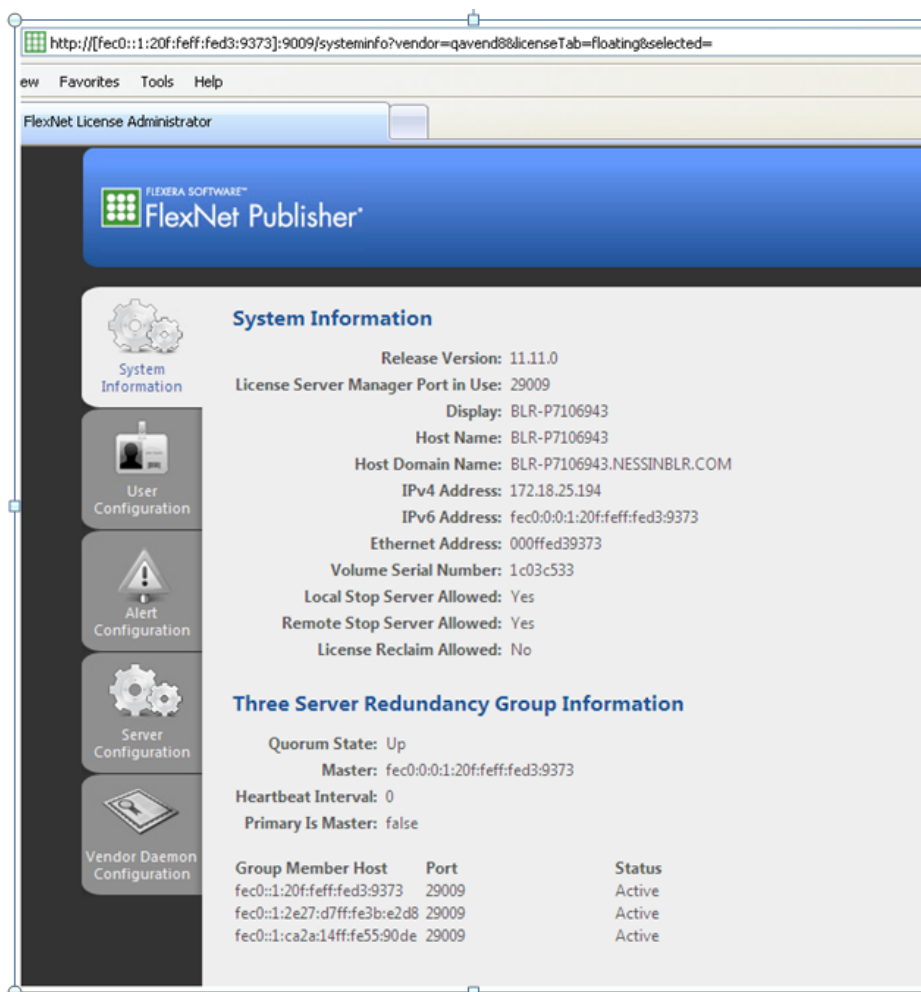 http://[fec0::1:20f:feff:fed3:9373]:9009/systeminfo?vendor=qavend8&licenseTab=floating&selected=
ew Favorites Tools Help
FlexNet License Administrator
FLEXERA SOFTWARE™
FlexNet Publisher
System Information
User Configuration
Alert Configuration
Server Configuration
Vendor Daemon Configuration
System Information
Release Version: 11.11.0
License Server Manager Port in Use: 29009
Display: BLR-P7106943
Host Name: BLR-P7106943
Host Domain Name: BLR-P7106943.NESSINBLR.COM
IPv4 Address: 172.18.25.194
IPv6 Address: fec0:0:0:1:20f:feff:fed3:9373
Ethernet Address: 000ffed39373
Volume Serial Number: 1c03c533
Local Stop Server Allowed: Yes
Remote Stop Server Allowed: Yes
License Reclaim Allowed: No
Three Server Redundancy Group Information
Quorum State: Up
Master: fec0:0:0:1:20f:feff:fed3:9373
Heartbeat Interval: 0
Primary Is Master: false
Group Member Host Port Status
fec0::1:20f:feff:fed3:9373 29009 Active
fec0::1:2e27:d7ff:fe3b:e2d8 29009 Active
fec0::1:ca2a:14ff:fe55:90de 29009 Active